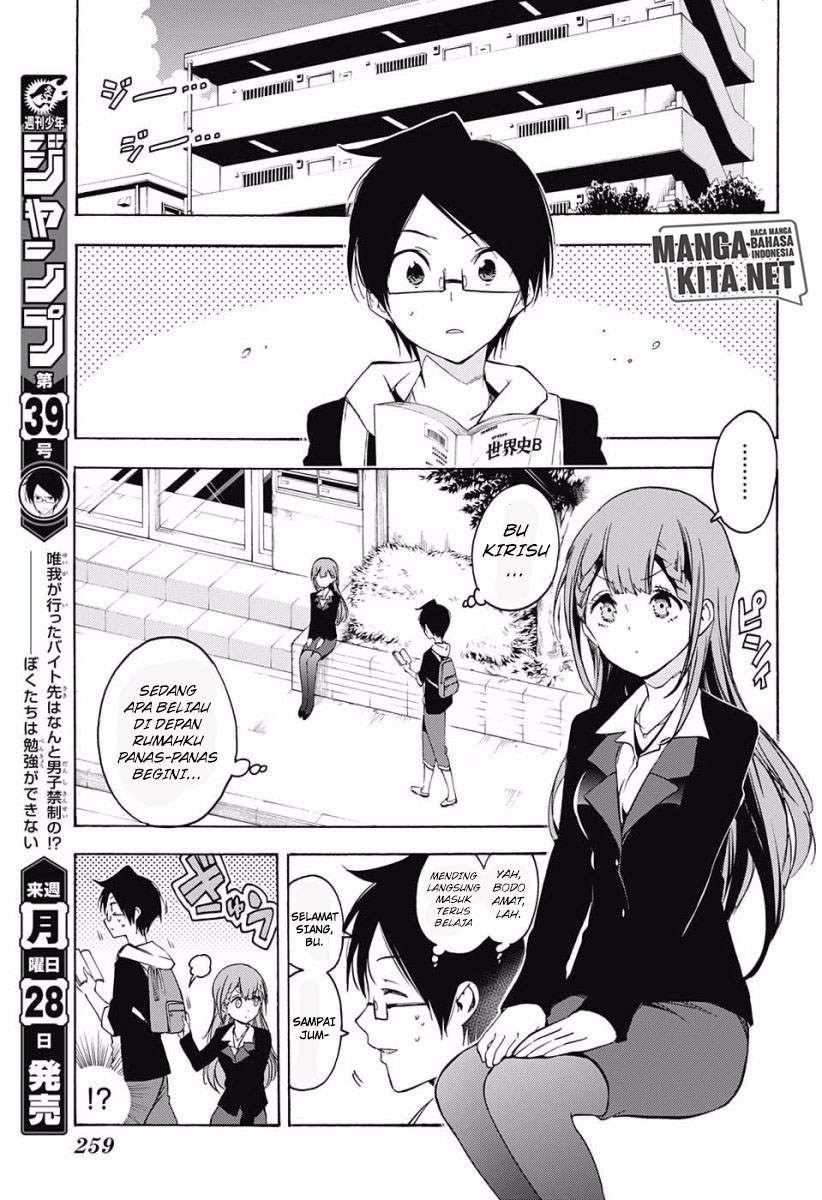 ジー……
ジー……
MANGA-
KITA.NET
BACA MANGA
BAHASA
INDONESIA
世界史B
………
BU
KIRISU
...
ピシィ
SEDANG
APA BELIAU
DI DEPAN
RUMAHKU
PANAS-PANAS
BEGINI...
YAH,
BODO
AMAT,
LAH.
MENDING
LANGSUNG
MASUK
TERUS
BELAJA
SELAMAT
SIANG,
BU.
SAMPAI
JUM-
ぎゅうっ
!?
259
週刊少年
ジャンプ
第
39
号
唯我が行ったバイト先はなんと男子禁制の!?
――ぼくたちは勉強ができない
来週
月
曜日
28
日
発売